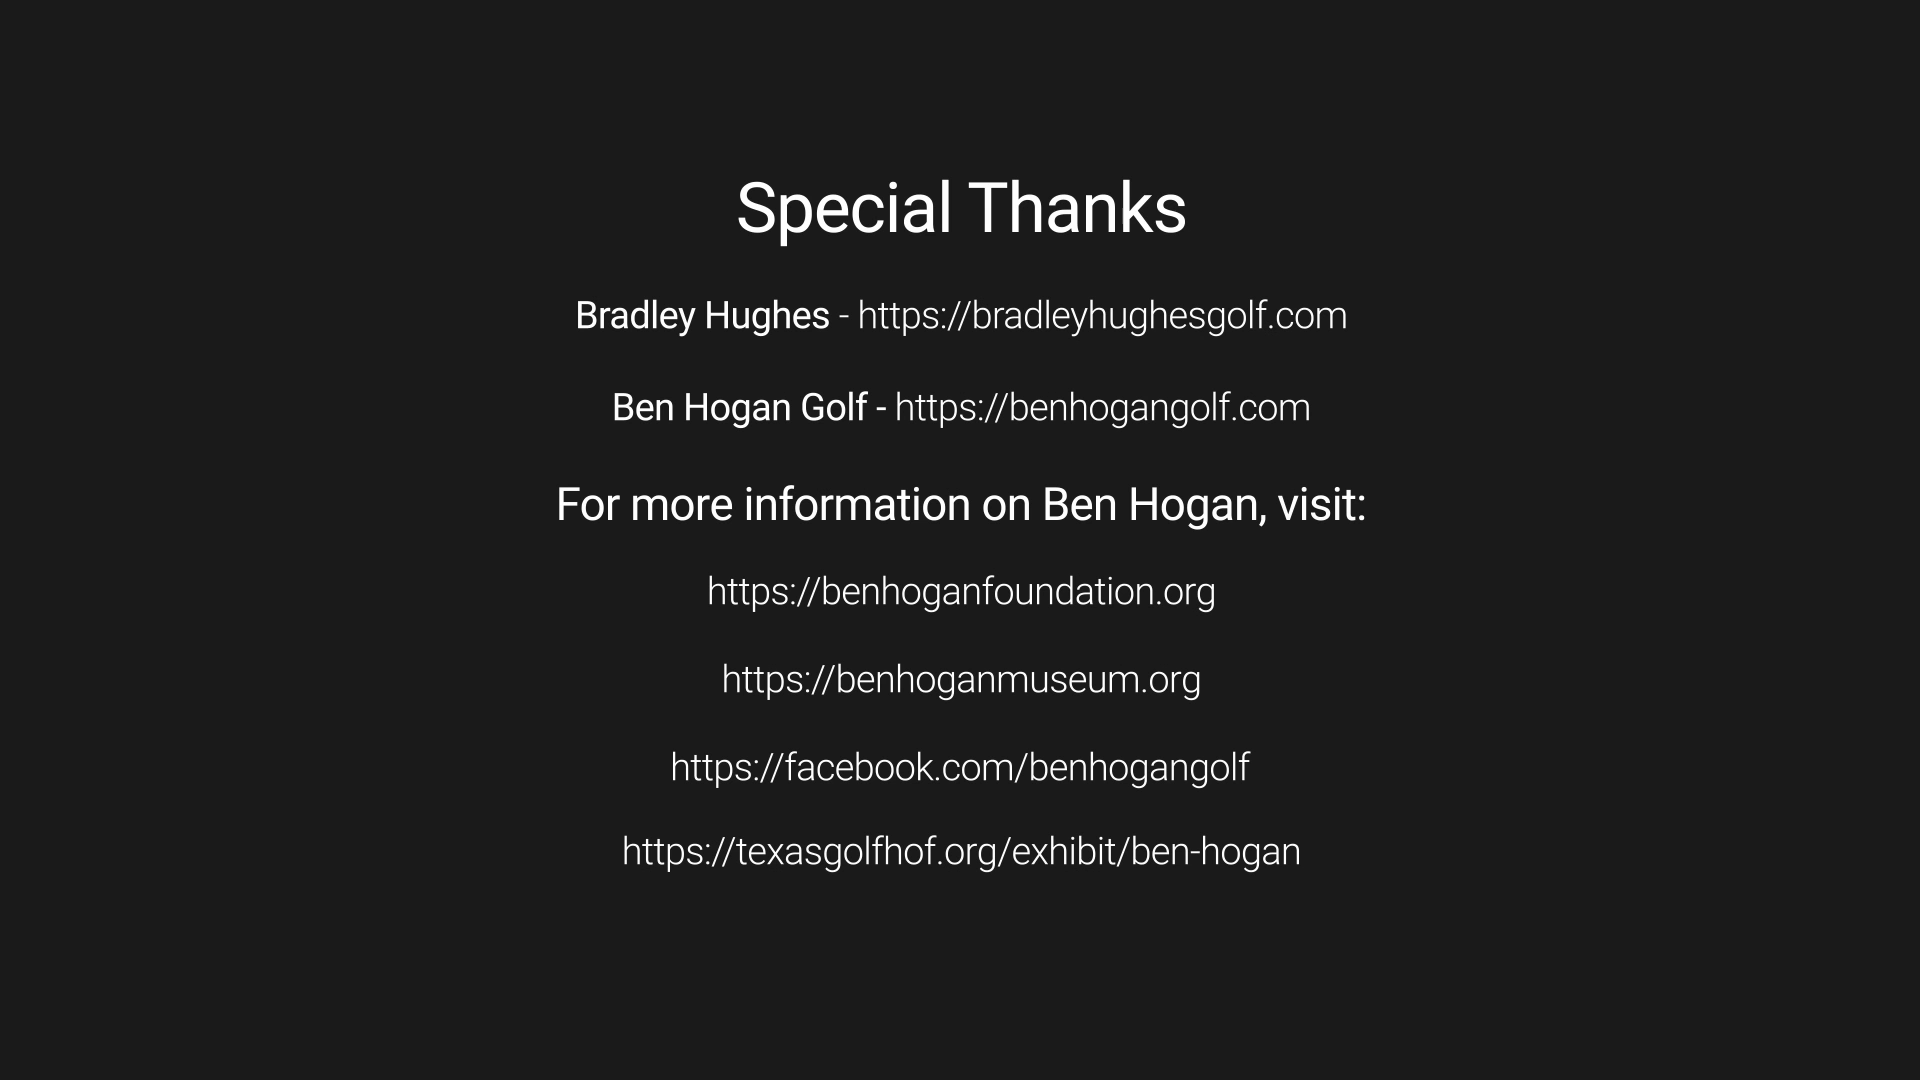 Special Thanks
Bradley Hughes - https://bradleyhughesgolf.com
Ben Hogan Golf - https://benhogangolf.com
For more information on Ben Hogan, visit:
https://benhoganfoundation.org
https://benhoganmuseum.org
https://facebook.com/benhogangolf
https://texasgolfhof.org/exhibit/ben-hogan